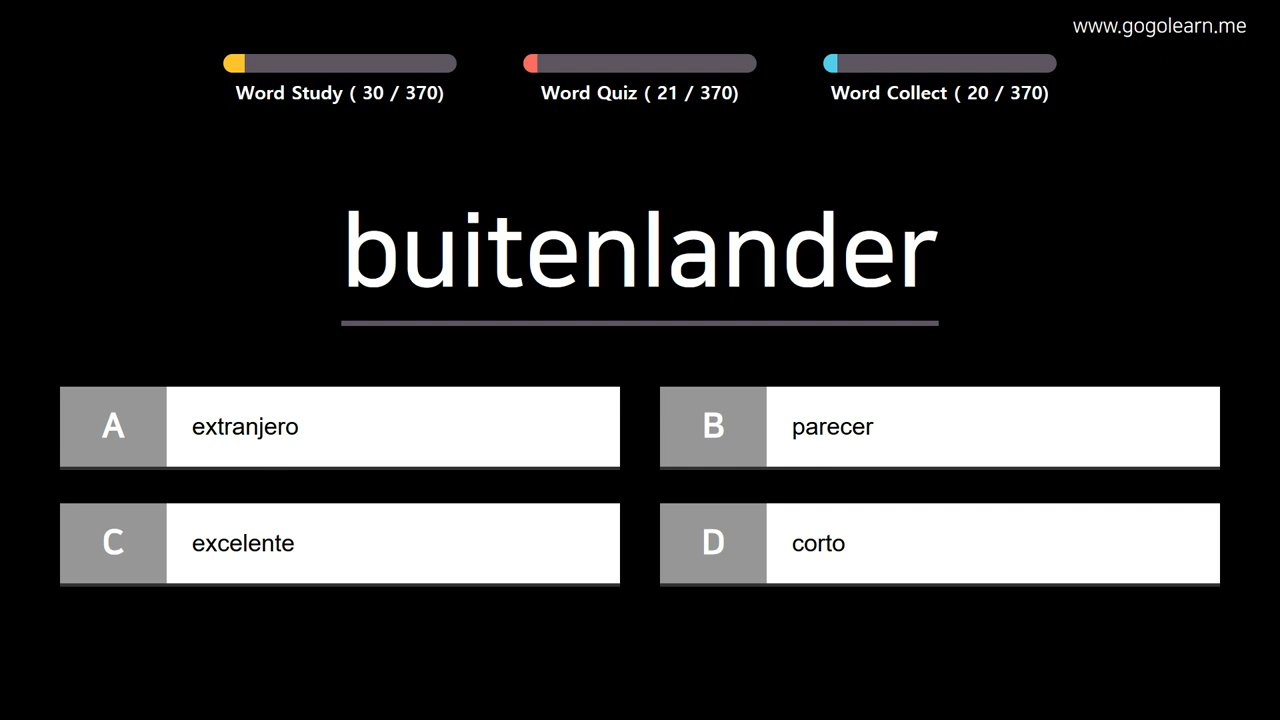 www.gogolearn.me
Word Study ( 30 / 370)
Word Quiz ( 21 / 370)
Word Collect ( 20 / 370)
buitenlander
A extranjero
B parecer
C excelente
D corto